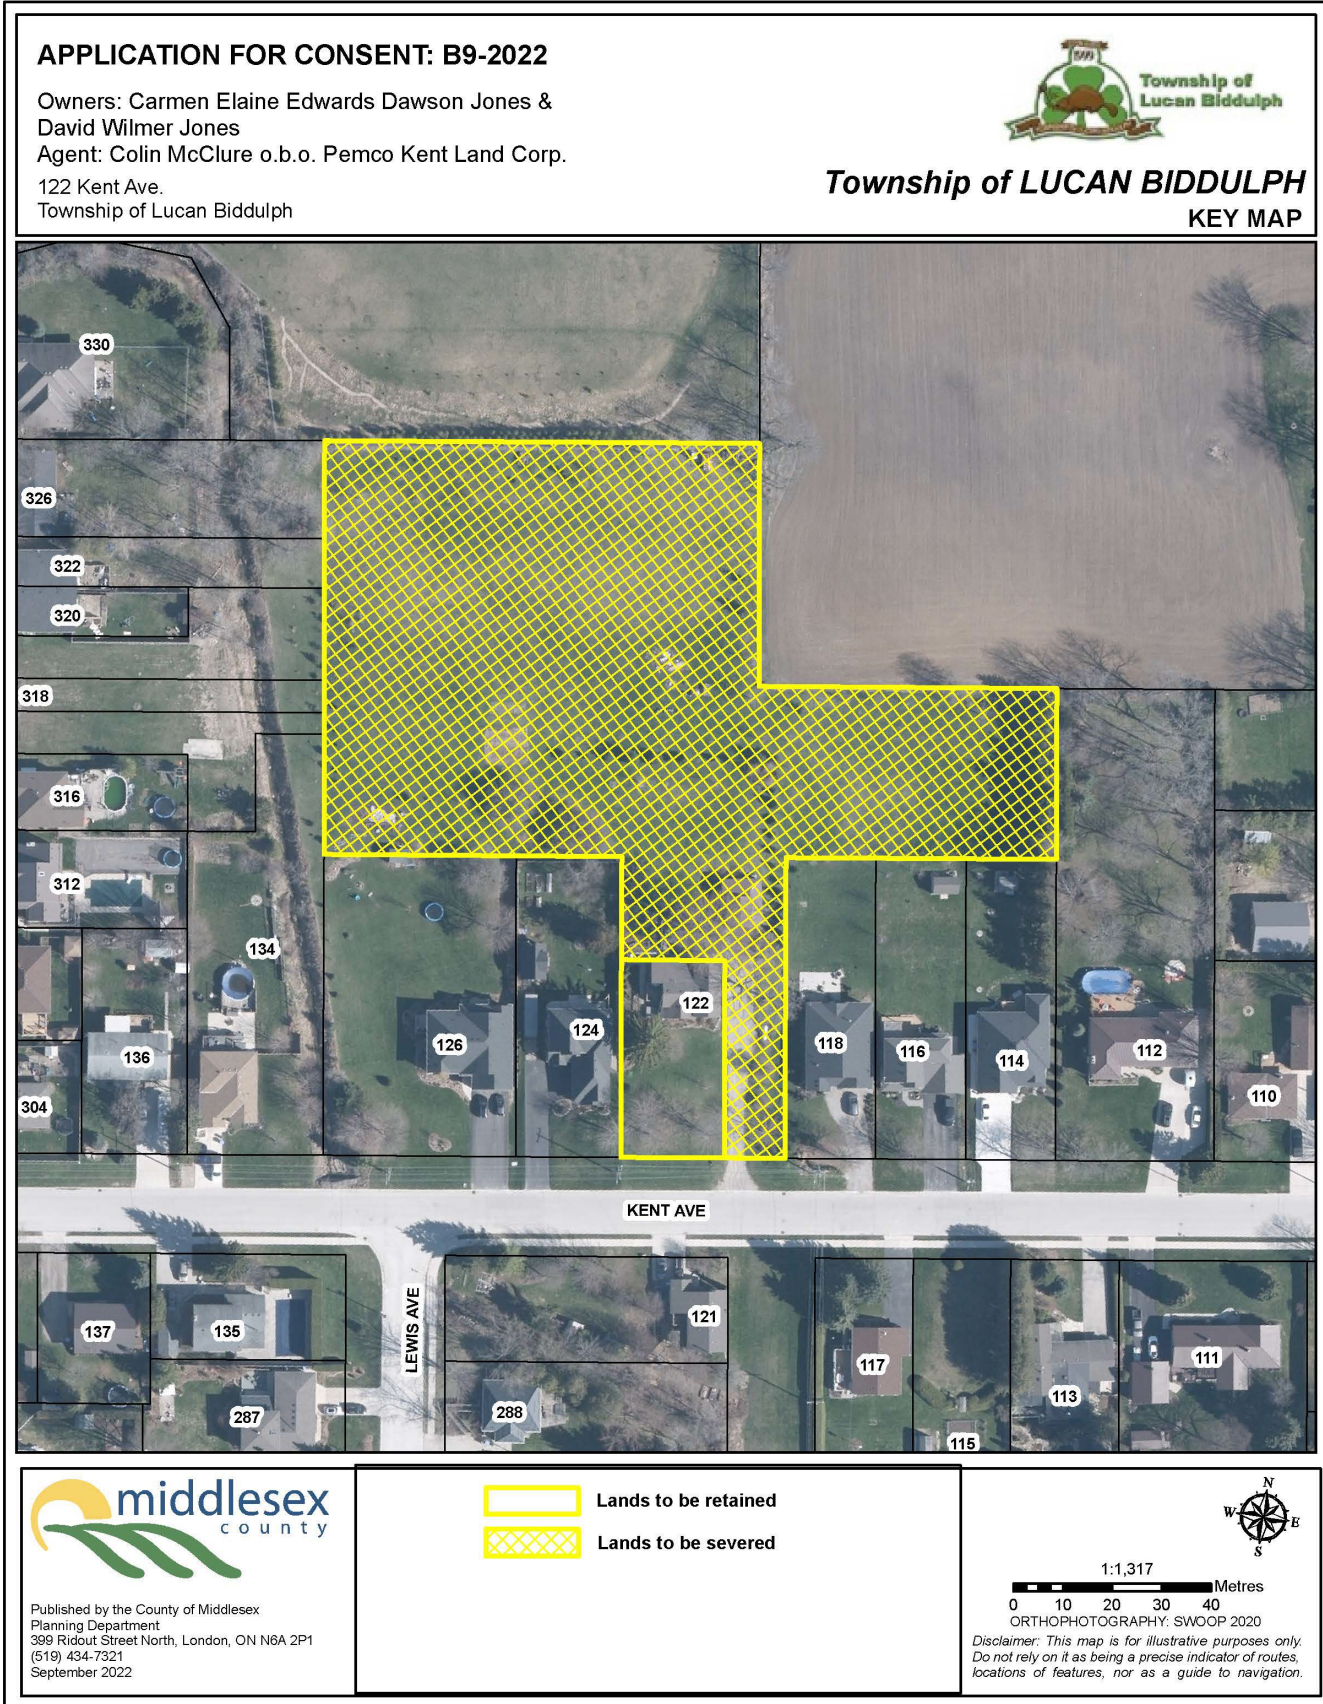 APPLICATION FOR CONSENT: B9-2022
Owners: Carmen Elaine Edwards Dawson Jones &
David Wilmer Jones
Agent: Colin McClure o.b.o. Pemco Kent Land Corp.
122 Kent Ave.
Township of Lucan Biddulph
Township of
Lucan Biddulph
Township of LUCAN BIDDULPH
KEY MAP
330
326
322
320
318
316
312
134
122
126
124
118
116
114
112
136
110
304
KENT AVE
LEWIS AVE
137
135
121
117
111
113
287
288
115
middlesex
county
Published by the County of Middlesex
Planning Department
399 Ridout Street North, London, ON N6A 2P1
(519) 434-7321
September 2022
Lands to be retained
Lands to be severed
N
W
E
S
1:1,317
Metres
0 10 20 30 40
ORTHOPHOTOGRAPHY: SWOOP 2020
Disclaimer: This map is for illustrative purposes only.
Do not rely on it as being a precise indicator of routes,
locations of features, nor as a guide to navigation.